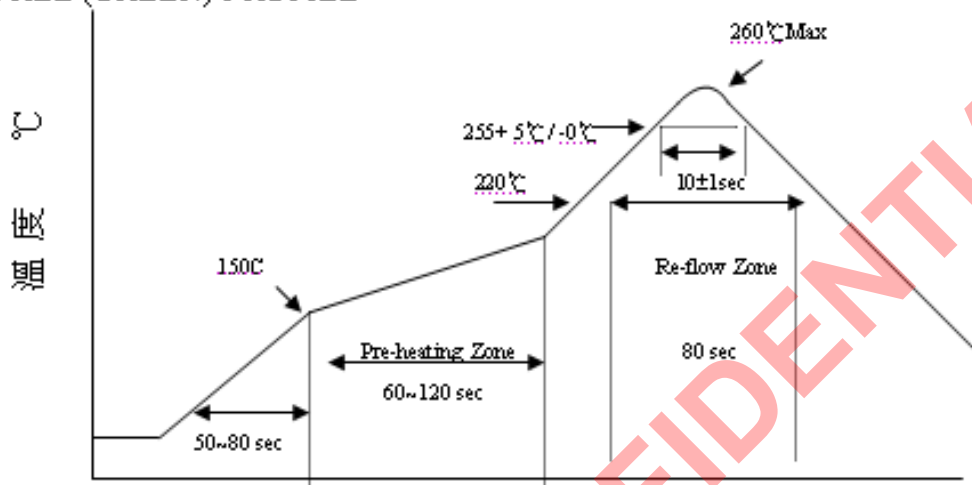 260℃Max
255+ 5℃/ -0℃
10±1sec
220℃
150C
Re-flow Zone
Pre-heating Zone
80 sec
60~120 sec
50~80 sec
温度 ℃